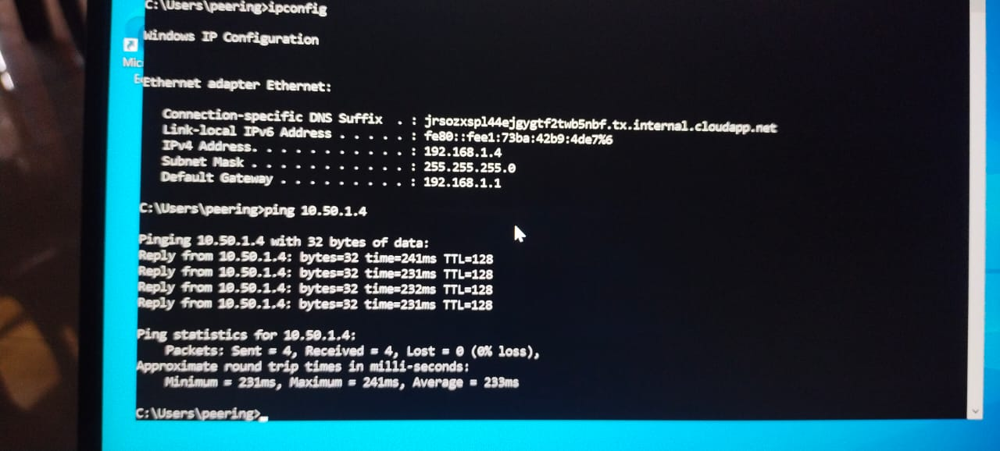 C:\Users\peering>ipconfig
Windows IP Configuration
Mic
E
Ethernet adapter Ethernet:
Connection-specific DNS Suffix . : jrsozxspl44ejgygtf2twb5nbf.tx.internal.cloudapp.net
Link-local IPv6 Address . . . . . : fe80::fee1:73ba:42b9:4de7%6
IPv4 Address. . . . . . . . . . . : 192.168.1.4
Subnet Mask . . . . . . . . . . . : 255.255.255.0
Default Gateway . . . . . . . . . : 192.168.1.1
C:\Users\peering>ping 10.50.1.4
Pinging 10.50.1.4 with 32 bytes of data:
Reply from 10.50.1.4: bytes=32 time=241ms TTL=128
Reply from 10.50.1.4: bytes=32 time=231ms TTL=128
Reply from 10.50.1.4: bytes=32 time=232ms TTL=128
Reply from 10.50.1.4: bytes=32 time=231ms TTL=128
Ping statistics for 10.50.1.4:
Packets: Sent = 4, Received = 4, Lost = 0 (0% loss),
Approximate round trip times in milli-seconds:
Minimum = 231ms, Maximum = 241ms, Average = 233ms
C:\Users\peering>